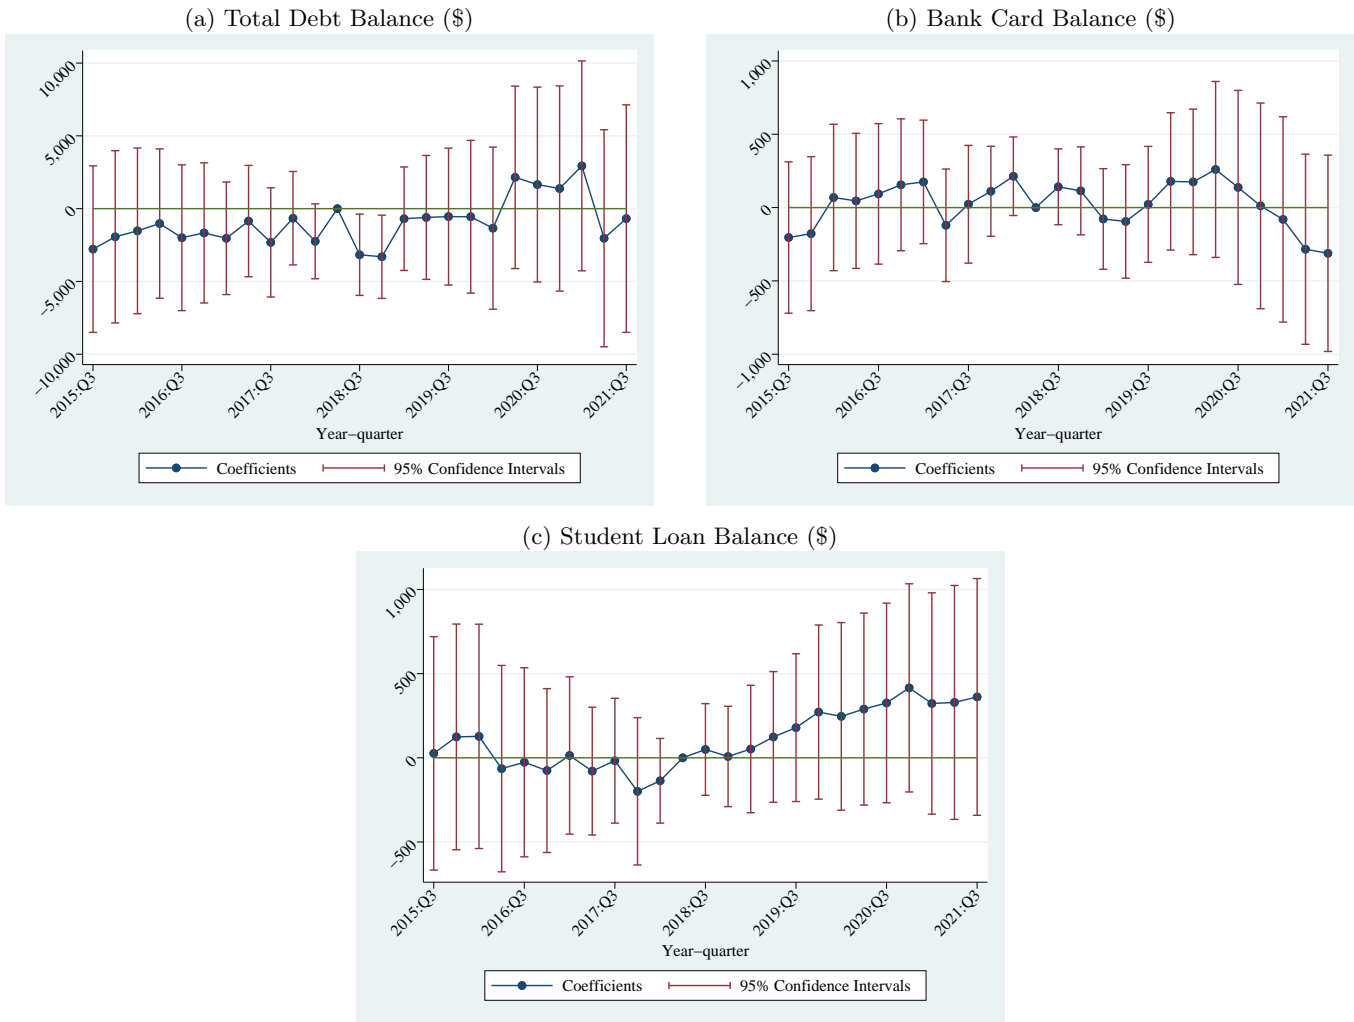 (a) Total Debt Balance ($)
10,000
5,000
0
−5,000
−10,000
2015:Q3
2016:Q3
2017:Q3
2018:Q3
2019:Q3
2020:Q3
2021:Q3
Year−quarter
Coefficients 95% Confidence Intervals
(b) Bank Card Balance ($)
1,000
500
0
−500
−1,000
2015:Q3
2016:Q3
2017:Q3
2018:Q3
2019:Q3
2020:Q3
2021:Q3
Year−quarter
Coefficients 95% Confidence Intervals
(c) Student Loan Balance ($)
1,000
500
0
−500
2015:Q3
2016:Q3
2017:Q3
2018:Q3
2019:Q3
2020:Q3
2021:Q3
Year−quarter
Coefficients 95% Confidence Intervals